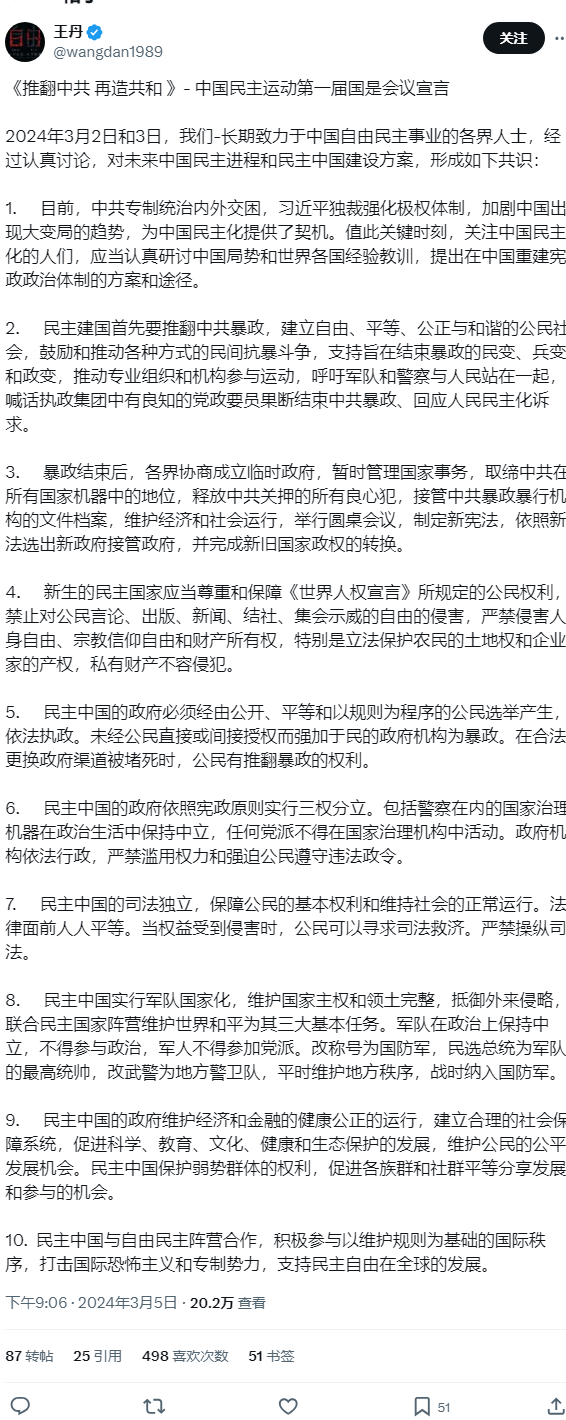 王丹
@wangdan1989
关注
《推翻中共 再造共和 》- 中国民主运动第一届国是会议宣言
2024年3月2日和3日，我们-长期致力于中国自由民主事业的各界人士，经
过认真讨论，对未来中国民主进程和民主中国建设方案，形成如下共识：
1. 目前，中共专制统治内外交困，习近平独裁强化极权体制，加剧中国出
现大变局的趋势，为中国民主化提供了契机。值此关键时刻，关注中国民主
化的人们，应当认真研讨中国局势和世界各国经验教训，提出在中国重建宪
政政治体制的方案和途径。
2. 民主建国首先要推翻中共暴政，建立自由、平等、公正与和谐的公民社
会，鼓励和推动各种方式的民间抗暴斗争，支持旨在结束暴政的民变、兵变
和政变，推动专业组织和机构参与运动，呼吁军队和警察与人民站在一起，
喊话执政集团中有良知的党政要员果断结束中共暴政、回应人民民主化诉
求。
3. 暴政结束后，各界协商成立临时政府，暂时管理国家事务，取缔中共在
所有国家机器中的地位，释放中共关押的所有良心犯，接管中共暴政暴行机
构的文件档案，维护经济和社会运行，举行圆桌会议，制定新宪法，依照新
法选出新政府接管政府，并完成新旧国家政权的转换。
4. 新生的民主国家应当尊重和保障《世界人权宣言》所规定的公民权利，
禁止对公民言论、出版、新闻、结社、集会示威的自由的侵害，严禁侵害人
身自由、宗教信仰自由和财产所有权，特别是立法保护农民的土地权和企业
家的产权，私有财产不容侵犯。
5. 民主中国的政府必须经由公开、平等和以规则为程序的公民选举产生，
依法执政。未经公民直接或间接授权而强加于民的政府机构为暴政。在合法
更换政府渠道被堵死时，公民有推翻暴政的权利。
6. 民主中国的政府依照宪政原则实行三权分立。包括警察在内的国家治理
机器在政治生活中保持中立，任何党派不得在国家治理机构中活动。政府机
构依法行政，严禁滥用权力和强迫公民遵守违法政令。
7. 民主中国的司法独立，保障公民的基本权利和维持社会的正常运行。法
律面前人人平等。当权益受到侵害时，公民可以寻求司法救济。严禁操纵司
法。
8. 民主中国实行军队国家化，维护国家主权和领土完整，抵御外来侵略，
联合民主国家阵营维护世界和平为其三大基本任务。军队在政治上保持中
立，不得参与政治，军人不得参加党派。改称号为国防军，民选总统为军队
的最高统帅，改武警为地方警卫队，平时维护地方秩序，战时纳入国防军。
9. 民主中国的政府维护经济和金融的健康公正的运行，建立合理的社会保
障系统，促进科学、教育、文化、健康和生态保护的发展，维护公民的公平
发展机会。民主中国保护弱势群体的权利，促进各族群和社群平等分享发展
和参与的机会。
10. 民主中国与自由民主阵营合作，积极参与以维护规则为基础的国际秩
序，打击国际恐怖主义和专制势力，支持民主自由在全球的发展。
下午9:06 · 2024年3月5日 · 20.2万 查看
87 转帖 25 引用 498 喜欢次数 51 书签
51